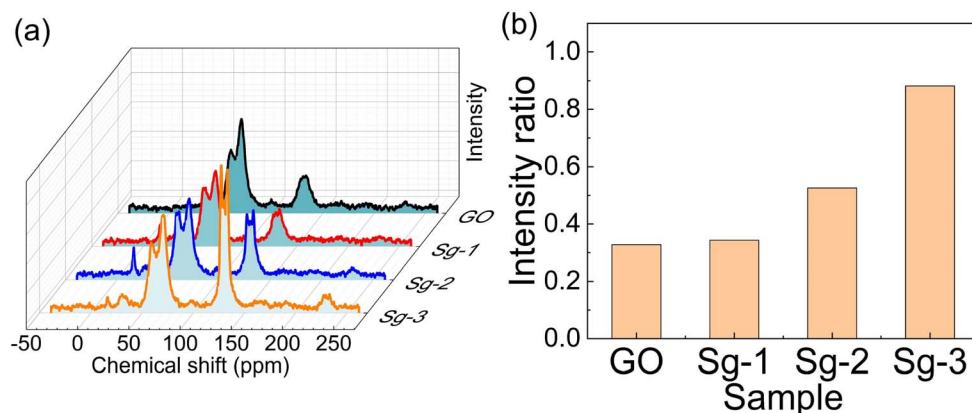 (a)
Intensity
GO
Sg-1
Sg-2
Sg-3
-50 0 50 100 150 200 250
Chemical shift (ppm)
(b)
Intensity ratio
1.0
0.8
0.6
0.4
0.2
0.0
GO Sg-1 Sg-2 Sg-3
Sample